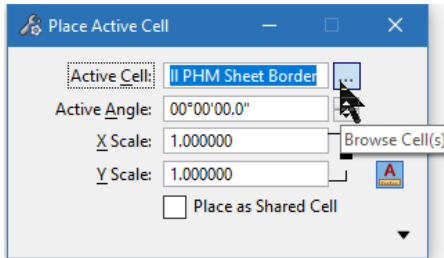 Place Active Cell
Active Cell: ll PHM Sheet Border ...
Active Angle: 00°00'00.0"
Browse Cell(s)
X Scale: 1.000000
Y Scale: 1.000000 A
Place as Shared Cell